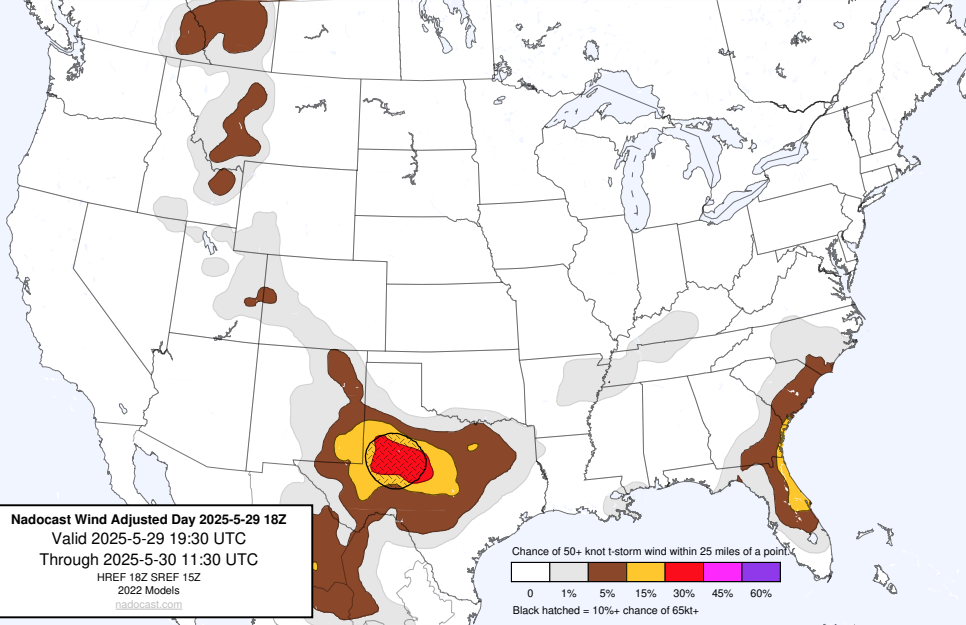 Nadocast Wind Adjusted Day 2025-5-29 18Z
Valid 2025-5-29 19:30 UTC
Through 2025-5-30 11:30 UTC
HREF 18Z SREF 15Z
2022 Models
nadocast.com
Chance of 50+ knot t-storm wind within 25 miles of a point.
0 1% 5% 15% 30% 45% 60%
Black hatched = 10%+ chance of 65kt+